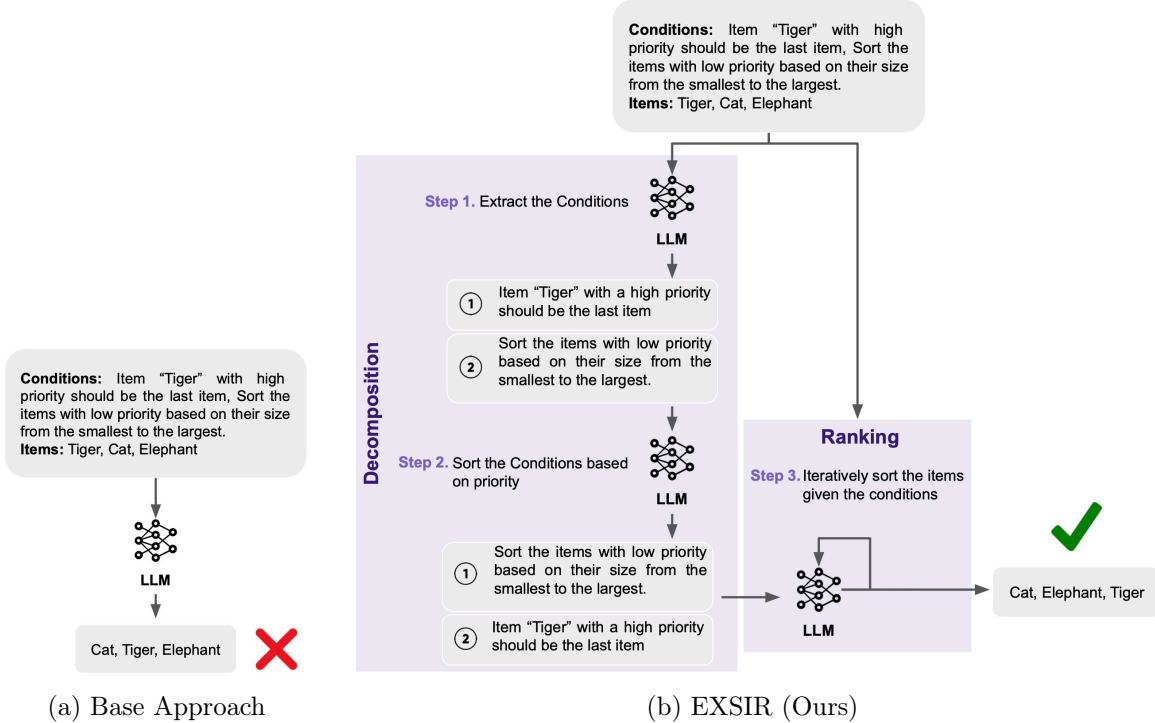 Conditions: Item “Tiger” with high
priority should be the last item, Sort the
items with low priority based on their size
from the smallest to the largest.
Items: Tiger, Cat, Elephant
LLM
Cat, Tiger, Elephant
(a) Base Approach
Conditions: Item “Tiger” with high
priority should be the last item, Sort the
items with low priority based on their size
from the smallest to the largest.
Items: Tiger, Cat, Elephant
Decomposition
Step 1. Extract the Conditions
LLM
1 Item “Tiger” with a high priority
should be the last item
2 Sort the items with low priority
based on their size from the
smallest to the largest.
Step 2. Sort the Conditions based
on priority
LLM
1 Sort the items with low priority
based on their size from the
smallest to the largest.
2 Item “Tiger” with a high priority
should be the last item
Ranking
Step 3. Iteratively sort the items
given the conditions
LLM
Cat, Elephant, Tiger
(b) EXSIR (Ours)